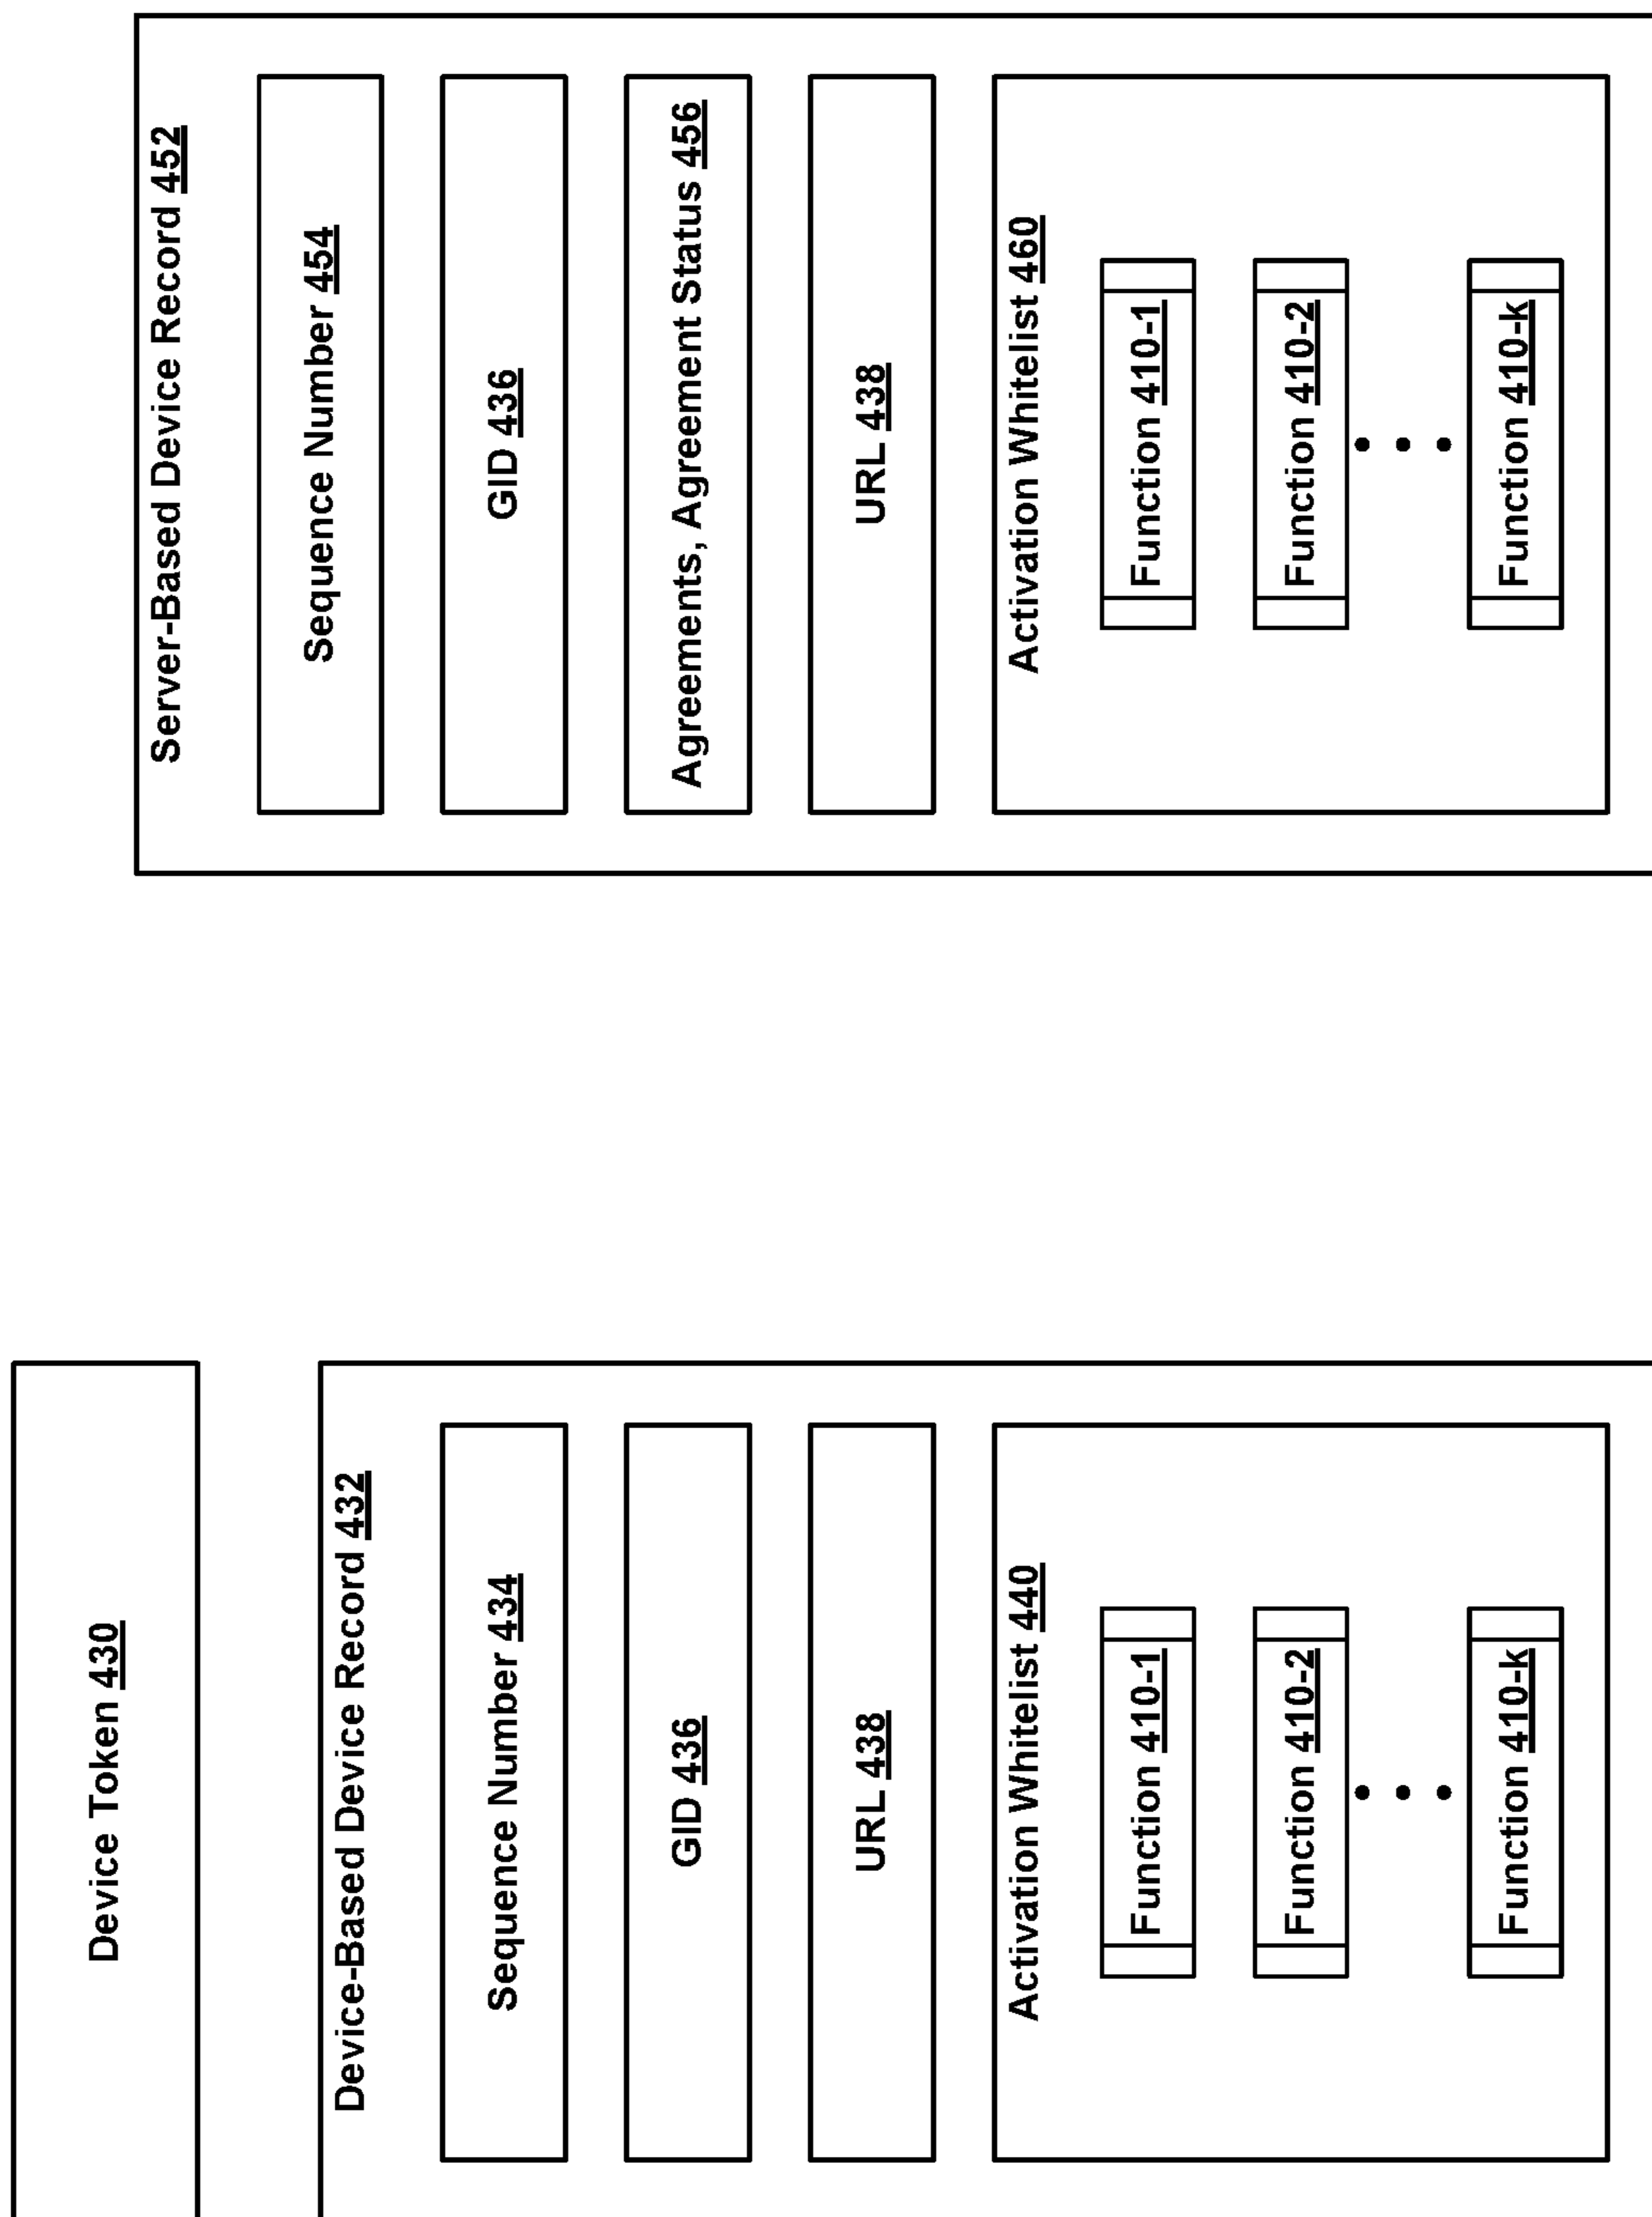 Device Token 430
Device-Based Device Record 432
Sequence Number 434
GID 436
URL 438
Activation Whitelist 440
Function 410-1
Function 410-2
Function 410-k
Server-Based Device Record 452
Sequence Number 454
GID 436
Agreements, Agreement Status 456
URL 438
Activation Whitelist 460
Function 410-1
Function 410-2
Function 410-k